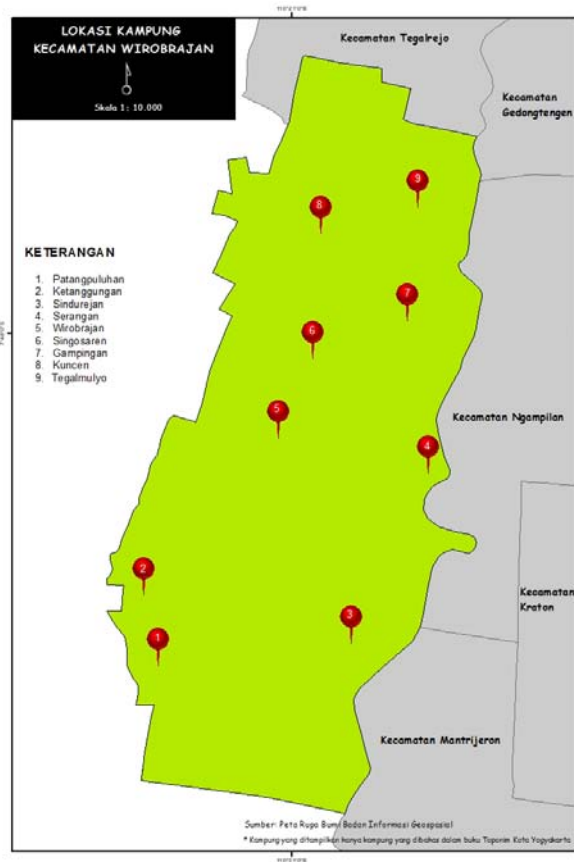 LOKASI KAMPUNG
KECAMATAN WIROBRAJAN
Skala 1 : 10.000
Kecamatan Tegalrejo
Kecamatan
Gedongtengen
9
8
KETERANGAN
1. Patangpuluhan
2. Ketanggungan
3. Sindurejan
4. Serangan
5. Wirobrajan
6. Singosaren
7. Gampingan
8. Kuncen
9. Tegalmulyo
7
6
5
Kecamatan Ngampilan
4
2
Kecamatan
Kraton
3
1
Kecamatan Mantrijeron
Sumber: Peta Rupa Bumi Badan Informasi Geospasial
* Kampung yang ditampilkan hanya kampung yang dibahas dalam buku Toponim Kota Yogyakarta